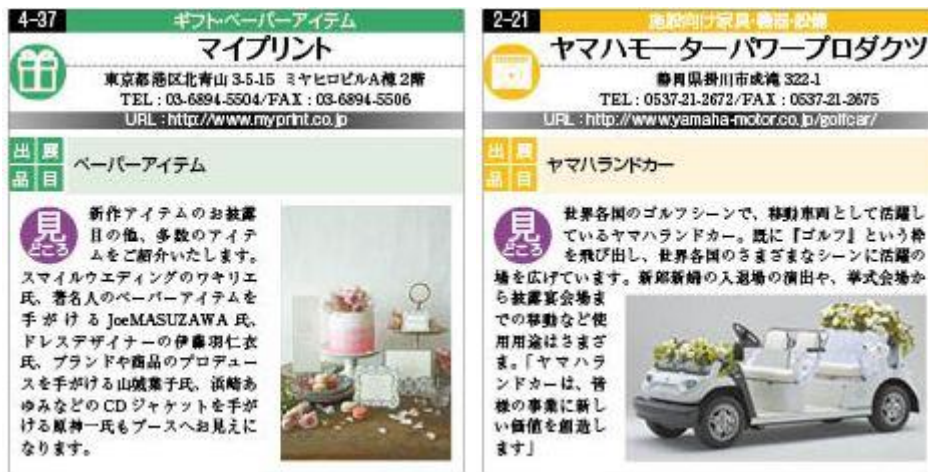 4-37
ギフト・ペーパーアイテム
マイプリント
東京都港区北青山 3-5-15 ミヤヒロビルA棟 2階
TEL : 03-6894-5504/FAX : 03-6894-5506
URL : http://www.myprint.co.jp
出展
品目
ペーパーアイテム
見
どころ
新作アイテムのお披露
目の他、多数のアイテ
ムをご紹介いたします。
スマイルウエディングのワキリエ
氏、著名人のペーパーアイテムを
手がけるJoeMASUZAWA氏、
ドレスデザイナーの伊藤羽仁衣
氏、ブランドや商品のプロデュー
スを手がける山城葉子氏、浜崎あ
ゆみなどのCDジャケットを手が
ける原神一氏もブースへお見えに
なります。
2-21
施設向け家具・機器・設備
ヤマハモーターパワープロダクツ
静岡県掛川市成滝 322-1
TEL : 0537-21-2672/FAX : 0537-21-2675
URL : http://www.yamaha-motor.co.jp/golfcar/
出展
品目
ヤマハランドカー
見
どころ
世界各国のゴルフシーンで、移動車両として活躍し
ているヤマハランドカー。既に『ゴルフ』という枠
を飛び出し、世界各国のさまざまなシーンに活躍の
場を広げています。新郎新婦の入退場の演出や、挙式会場か
ら披露宴会場ま
での移動など使
用用途はさまざ
ま。「ヤマハラ
ンドカーは、皆
様の事業に新し
い価値を創造し
ます」